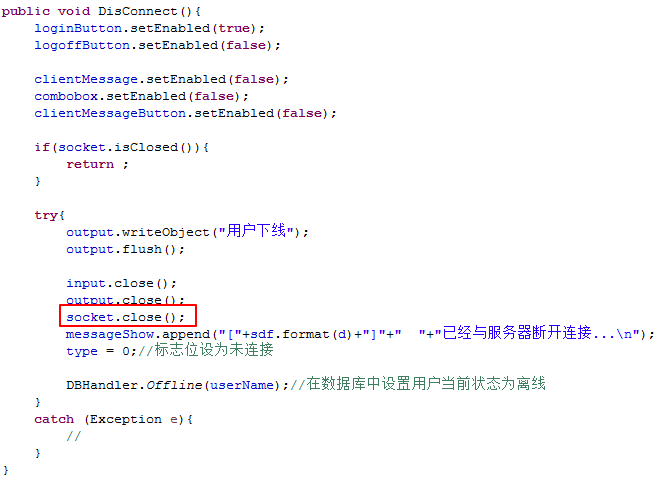 public void DisConnect(){
    loginButton.setEnabled(true);
    logoffButton.setEnabled(false);

    clientMessage.setEnabled(false);
    combobox.setEnabled(false);
    clientMessageButton.setEnabled(false);

    if(socket.isClosed()){
        return ;
    }

    try{
        output.writeObject("用户下线");
        output.flush();

        input.close();
        output.close();
        socket.close();
        messageShow.append("["+sdf.format(d)+"]"+"  "+"已经与服务器断开连接...\n");
        type = 0;//标志位设为未连接

        DBHandler.Offline(userName);//在数据库中设置用户当前状态为离线
    }
    catch (Exception e){
        //
    }
}